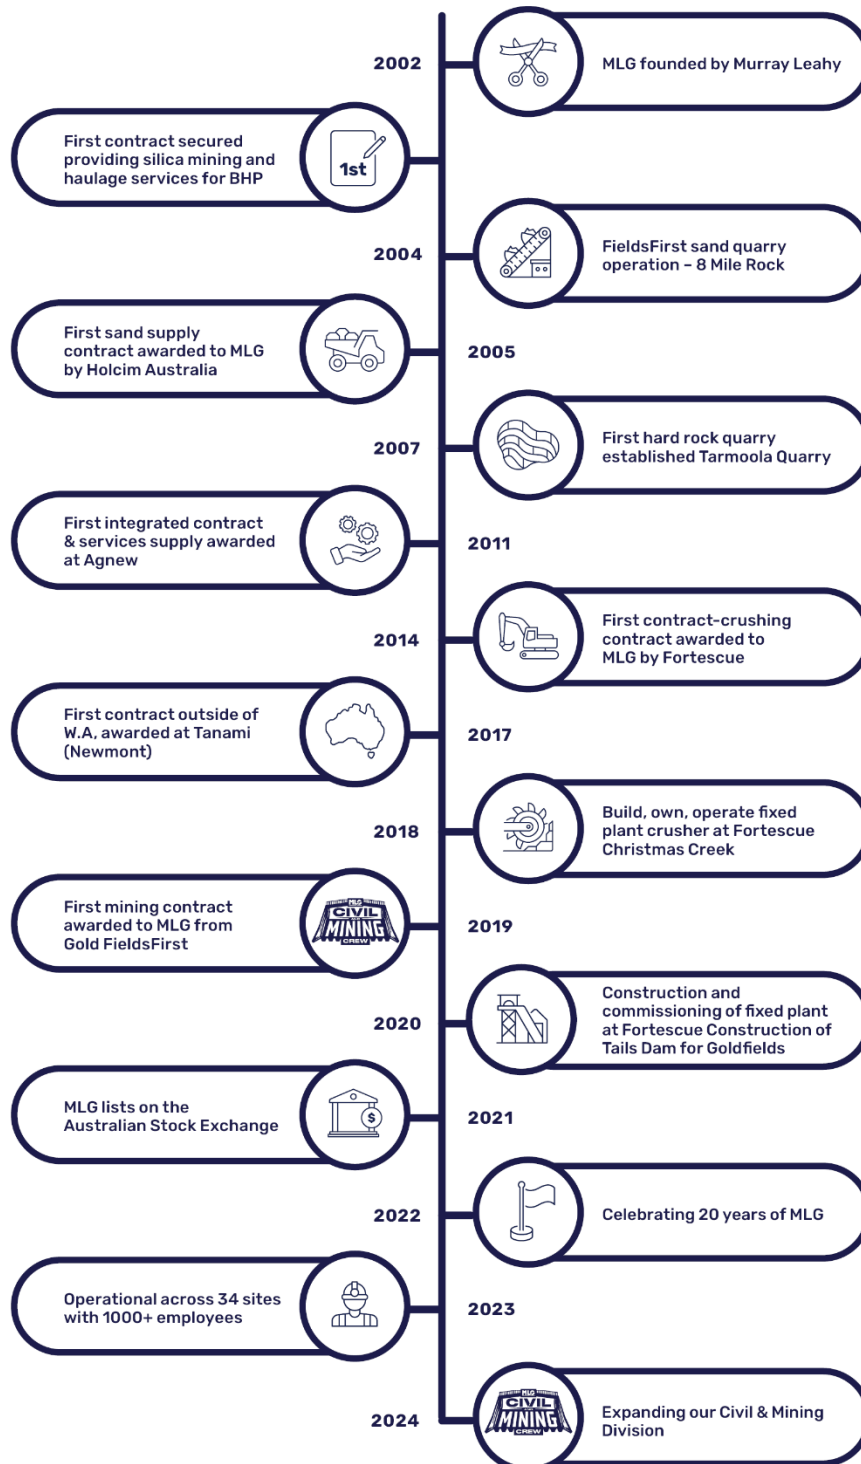 2002
MLG founded by Murray Leahy
First contract secured
providing silica mining and
haulage services for BHP
1st
2004
FieldsFirst sand quarry
operation – 8 Mile Rock
First sand supply
contract awarded to MLG
by Holcim Australia
2005
2007
First hard rock quarry
established Tarmoola Quarry
First integrated contract
& services supply awarded
at Agnew
2011
2014
First contract-crushing
contract awarded to
MLG by Fortescue
First contract outside of
W.A, awarded at Tanami
(Newmont)
2017
2018
Build, own, operate fixed
plant crusher at Fortescue
Christmas Creek
First mining contract
awarded to MLG from
Gold FieldsFirst
MLG
CIVIL
AND
MINING
CREW
2019
2020
Construction and
commissioning of fixed plant
at Fortescue Construction of
Tails Dam for Goldfields
MLG lists on the
Australian Stock Exchange
$
2021
2022
Celebrating 20 years of MLG
Operational across 34 sites
with 1000+ employees
2023
2024
MLG
CIVIL
AND
MINING
CREW
Expanding our Civil & Mining
Division